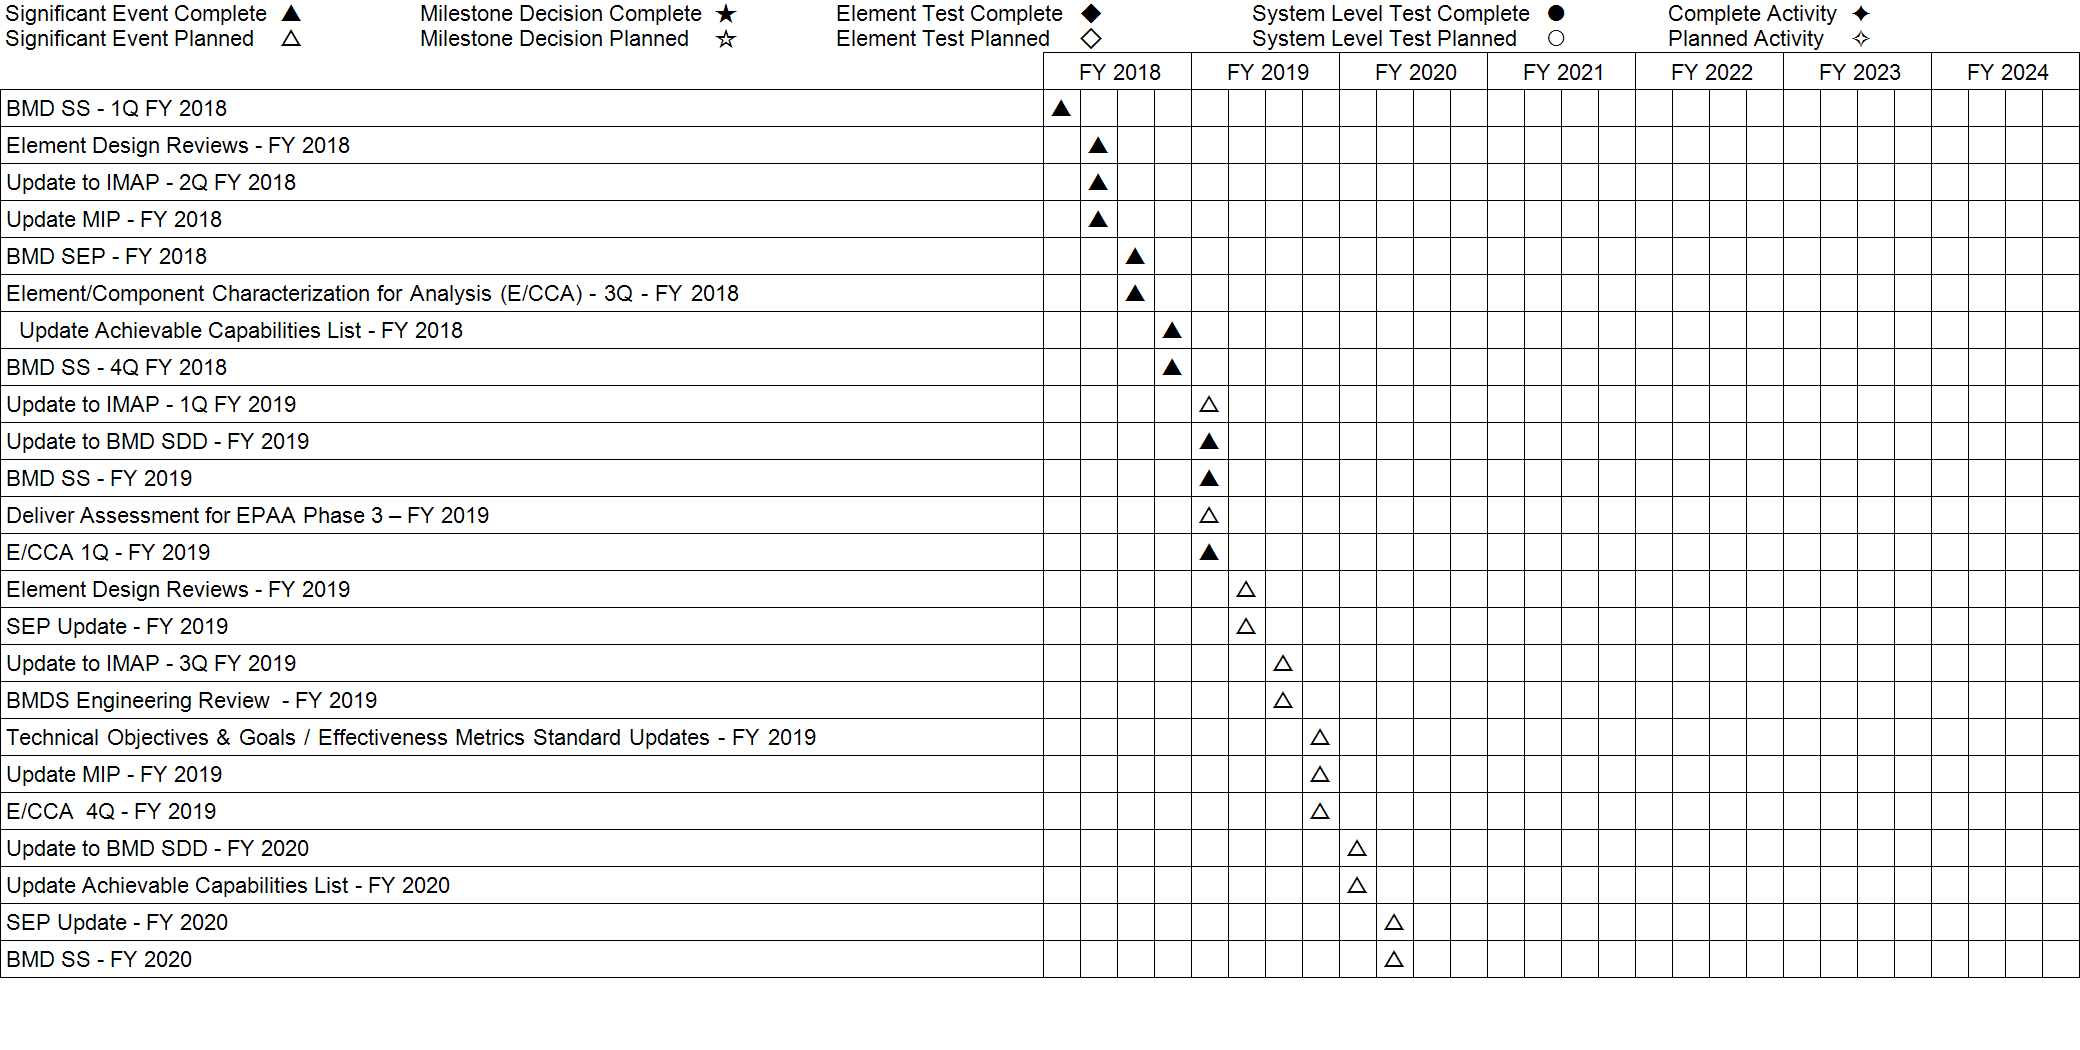 Significant Event Complete ▲ Milestone Decision Complete ★ Element Test Complete ◆ System Level Test Complete ● Complete Activity ✦
Significant Event Planned △ Milestone Decision Planned ☆ Element Test Planned ◇ System Level Test Planned ○ Planned Activity ✧
FY 2018 FY 2019 FY 2020 FY 2021 FY 2022 FY 2023 FY 2024
BMD SS - 1Q FY 2018 ▲
Element Design Reviews - FY 2018 ▲
Update to IMAP - 2Q FY 2018 ▲
Update MIP - FY 2018 ▲
BMD SEP - FY 2018 ▲
Element/Component Characterization for Analysis (E/CCA) - 3Q - FY 2018 ▲
Update Achievable Capabilities List - FY 2018 ▲
BMD SS - 4Q FY 2018 ▲
Update to IMAP - 1Q FY 2019 △
Update to BMD SDD - FY 2019 ▲
BMD SS - FY 2019 ▲
Deliver Assessment for EPAA Phase 3 – FY 2019 △
E/CCA 1Q - FY 2019 ▲
Element Design Reviews - FY 2019 △
SEP Update - FY 2019 △
Update to IMAP - 3Q FY 2019 △
BMDS Engineering Review - FY 2019 △
Technical Objectives & Goals / Effectiveness Metrics Standard Updates - FY 2019 △
Update MIP - FY 2019 △
E/CCA 4Q - FY 2019 △
Update to BMD SDD - FY 2020 △
Update Achievable Capabilities List - FY 2020 △
SEP Update - FY 2020 △
BMD SS - FY 2020 △